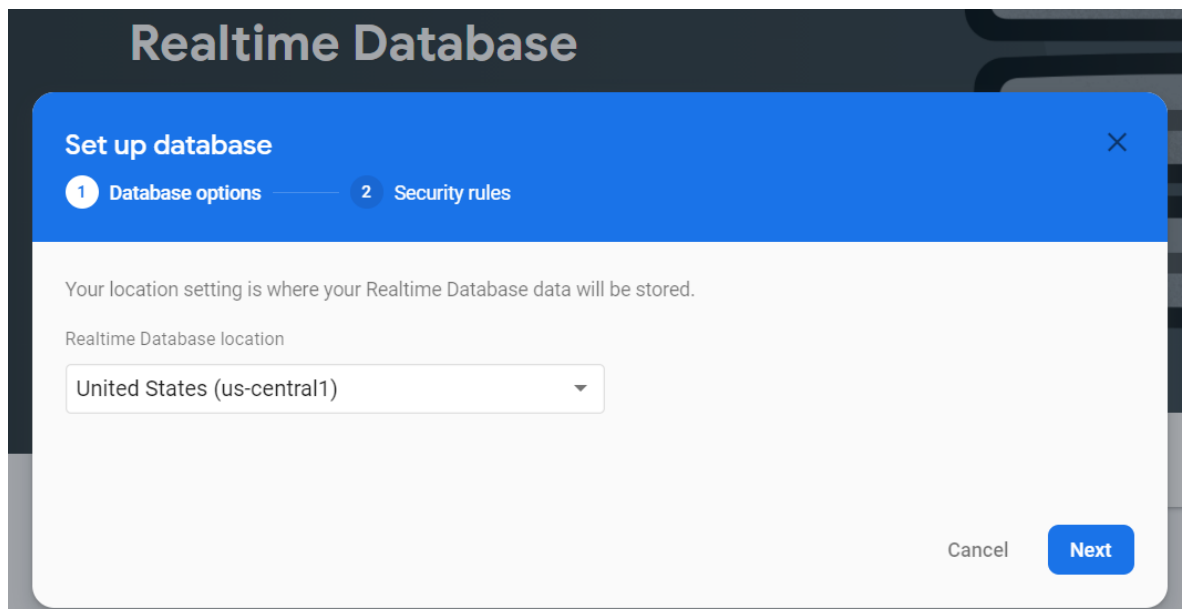 Realtime Database
Set up database
1 Database options 2 Security rules
Your location setting is where your Realtime Database data will be stored.
Realtime Database location
United States (us-central1)
Cancel Next